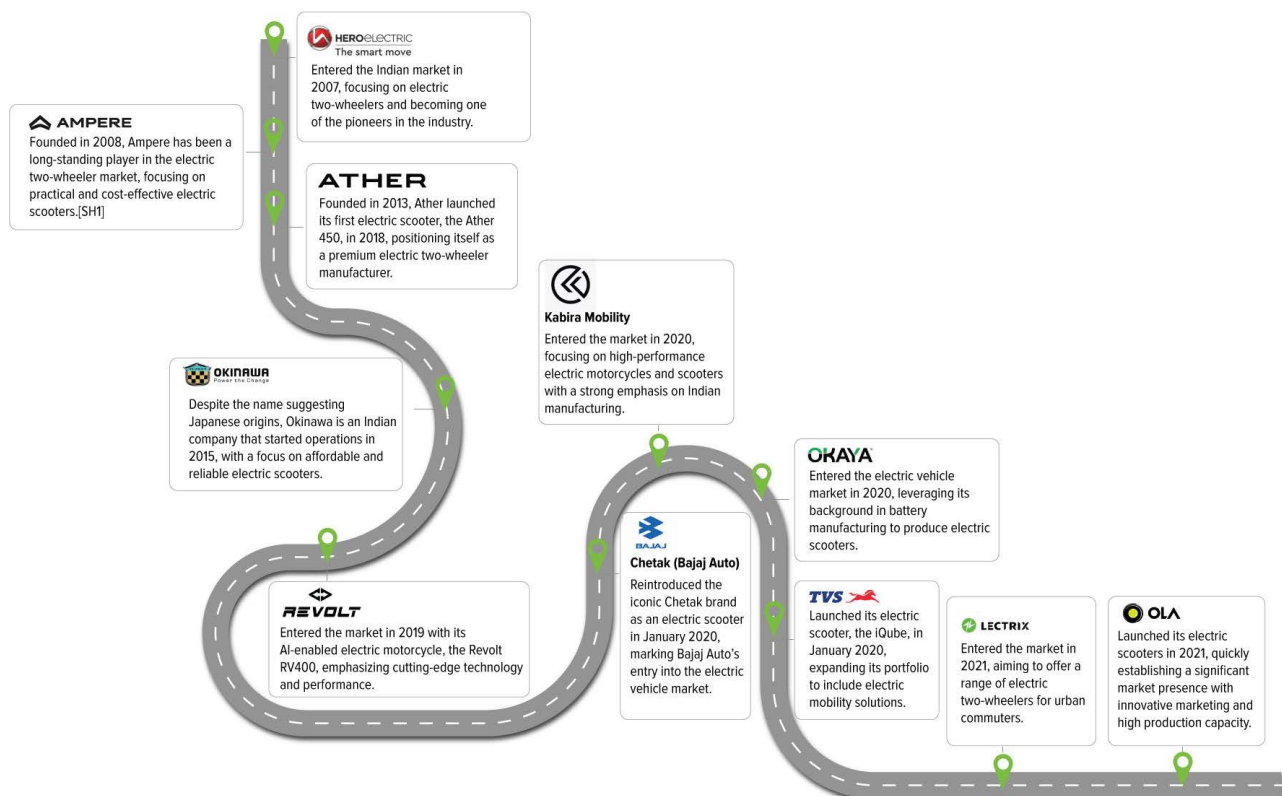 HEROELECTRIC
The smart move
Entered the Indian market in
2007, focusing on electric
two-wheelers and becoming one
of the pioneers in the industry.
AMPERE
Founded in 2008, Ampere has been a
long-standing player in the electric
two-wheeler market, focusing on
practical and cost-effective electric
scooters.[SH1]
ATHER
Founded in 2013, Ather launched
its first electric scooter, the Ather
450, in 2018, positioning itself as
a premium electric two-wheeler
manufacturer.
OKINAWA
Power the Change
Despite the name suggesting
Japanese origins, Okinawa is an Indian
company that started operations in
2015, with a focus on affordable and
reliable electric scooters.
REVOLT
Entered the market in 2019 with its
AI-enabled electric motorcycle, the Revolt
RV400, emphasizing cutting-edge technology
and performance.
BAJAJ
Chetak (Bajaj Auto)
Reintroduced the
iconic Chetak brand
as an electric scooter
in January 2020,
marking Bajaj Auto's
entry into the electric
vehicle market.
Kabira Mobility
Entered the market in 2020,
focusing on high-performance
electric motorcycles and scooters
with a strong emphasis on Indian
manufacturing.
OKAYA
Entered the electric vehicle
market in 2020, leveraging its
background in battery
manufacturing to produce electric
scooters.
TVS
Launched its electric
scooter, the iQube, in
January 2020,
expanding its portfolio
to include electric
mobility solutions.
LECTRIX
Entered the market in
2021, aiming to offer a
range of electric
two-wheelers for urban
commuters.
OLA
Launched its electric
scooters in 2021, quickly
establishing a significant
market presence with
innovative marketing and
high production capacity.